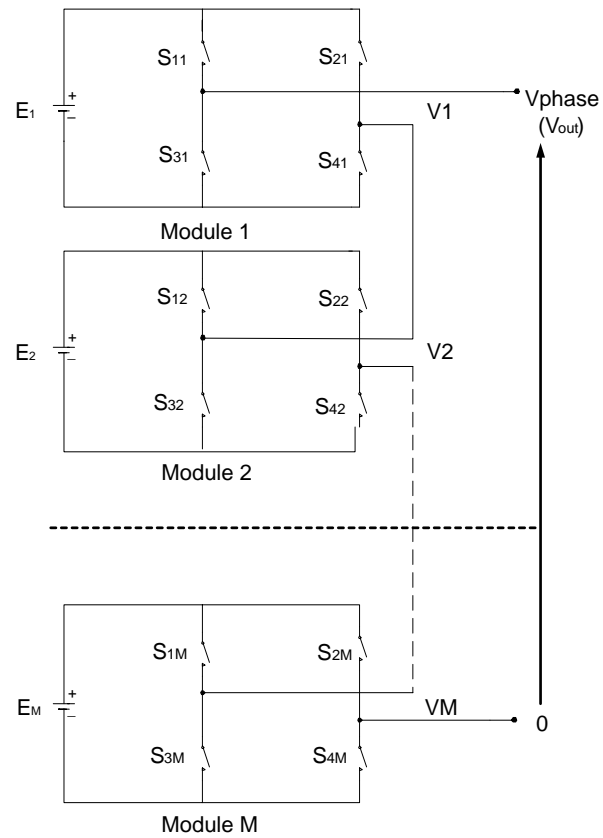 S11
S21
E1
+
–
V1
Vphase
(Vout)
S31
S41
Module 1
S12
S22
E2
+
–
V2
S32
S42
Module 2
S1M
S2M
EM
+
–
VM
0
S3M
S4M
Module M